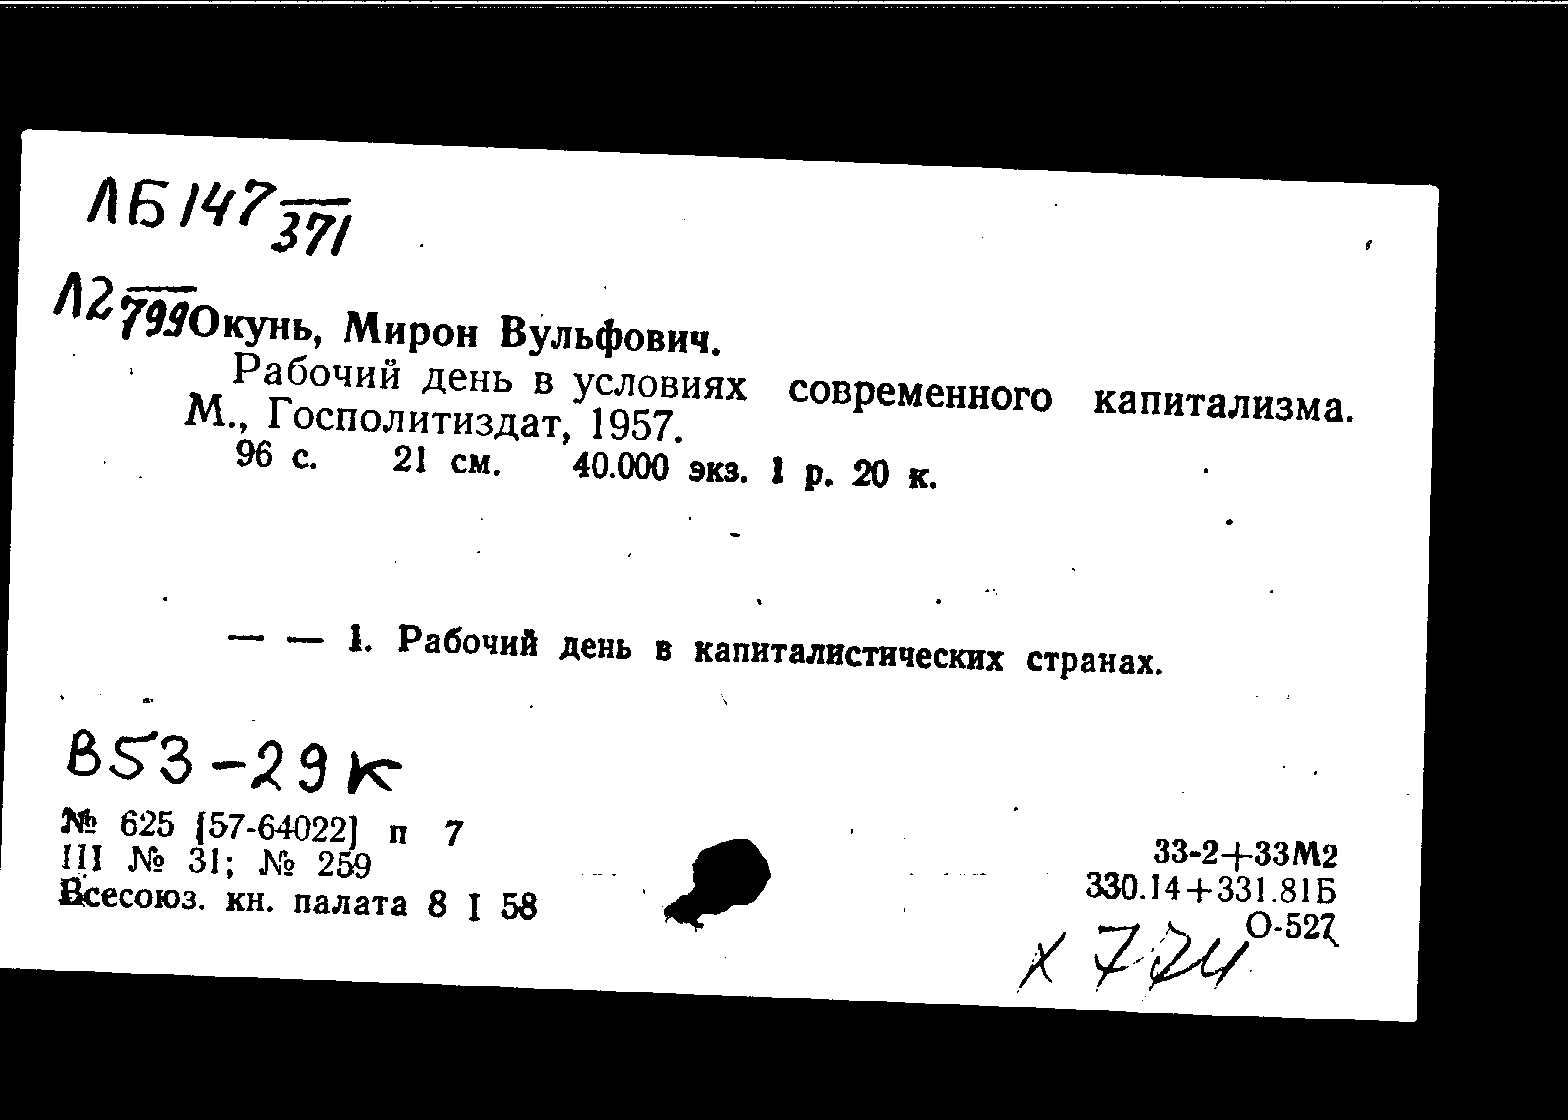 ЛБ147 371
Л2 799 Окунь, Мирон Вульфович.
Рабочий день в условиях современного капитализма.
М., Госполитиздат, 1957.
96 с. 21 см. 40.000 экз. 1 р. 20 к.
— — 1. Рабочий день в капиталистических странах.
В53-29к
№ 625 [57-64022] п 7
III № 31; № 259
Всесоюз. кн. палата 8 I 58
33-2+33М2
330.14+331.81Б
О-527